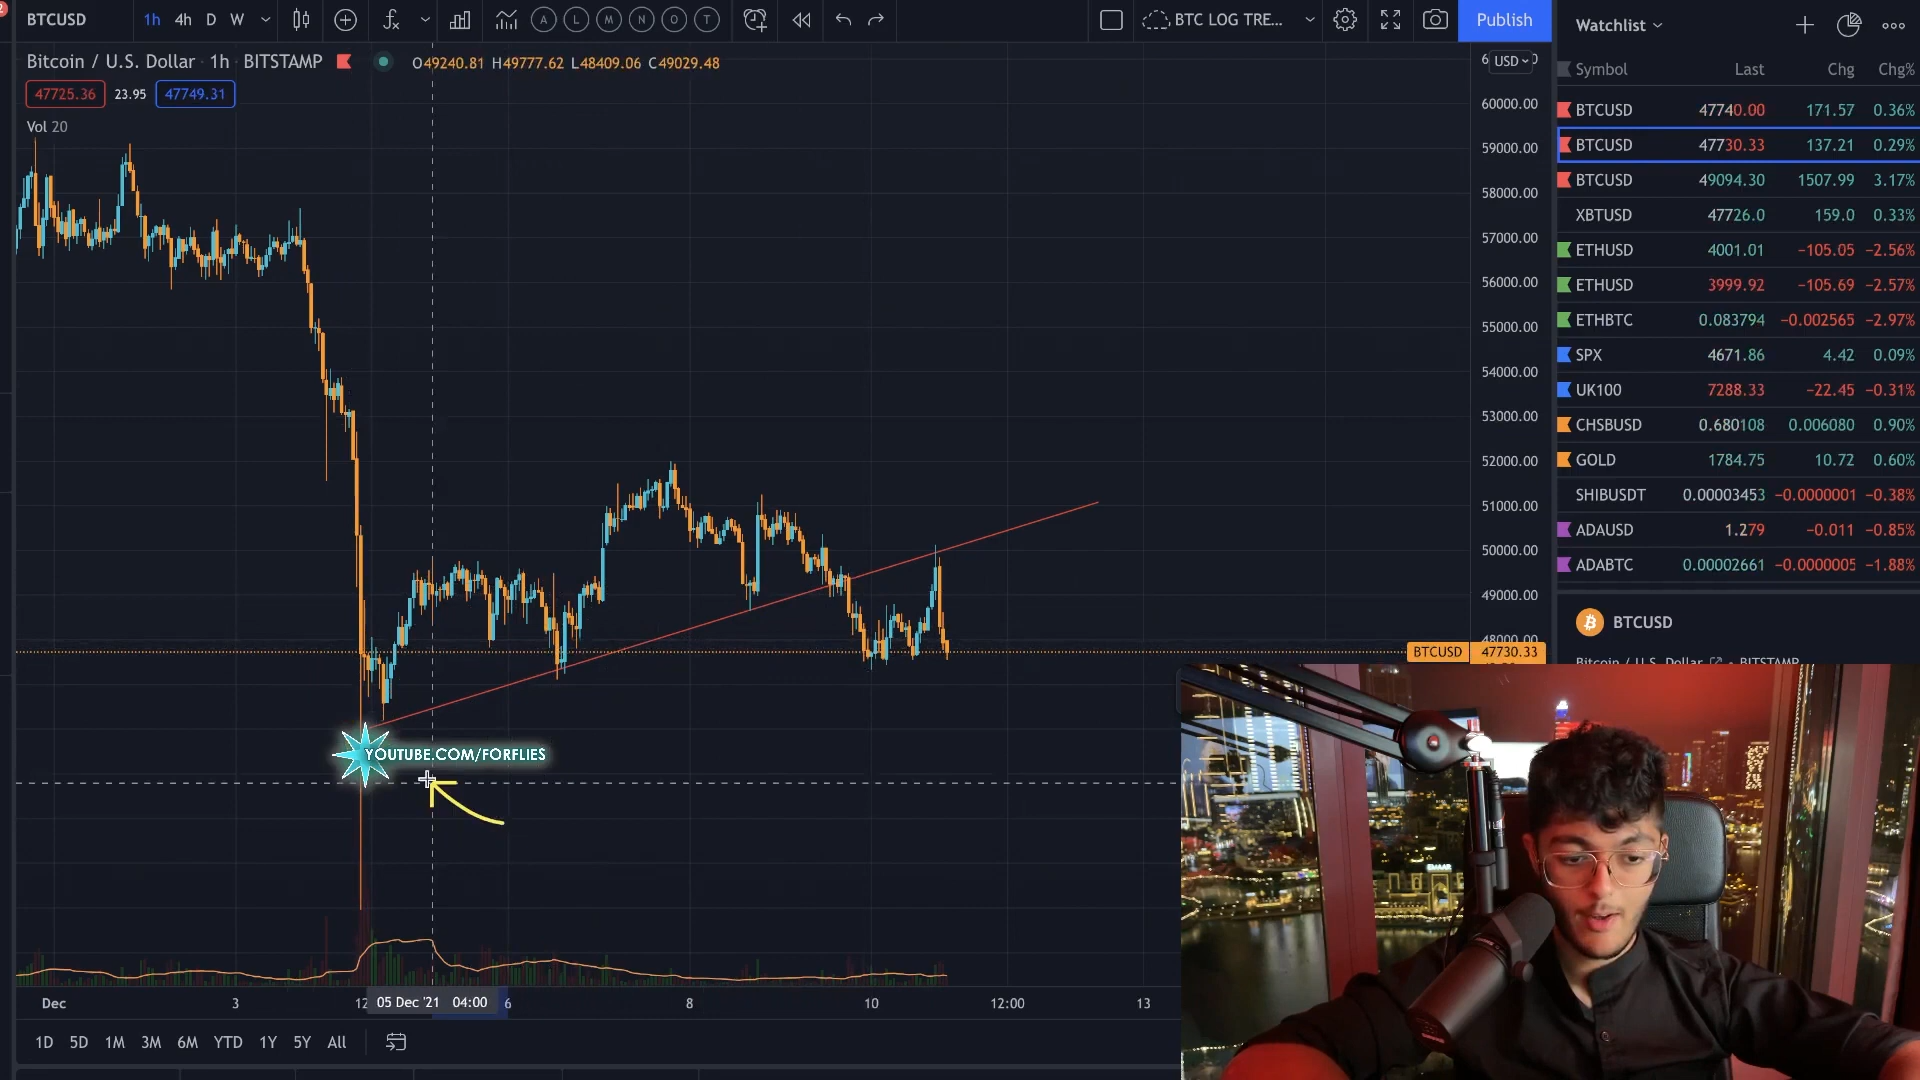 BTCUSD 1h 4h D W A L M N O T BTC LOG TRE... Publish
Bitcoin / U.S. Dollar · 1h · BITSTAMP O49240.81 H49777.62 L48409.06 C49029.48
47725.36 23.95 47749.31
Vol 20
USD
60000.00
59000.00
58000.00
57000.00
56000.00
55000.00
54000.00
53000.00
52000.00
51000.00
50000.00
49000.00
48000.00
BTCUSD 47730.33
YOUTUBE.COM/FORFLIES
Dec 3 12 05 Dec '21 04:00 6 8 10 12:00 13
1D 5D 1M 3M 6M YTD 1Y 5Y All
Watchlist
Symbol Last Chg Chg%
BTCUSD 47740.00 171.57 0.36%
BTCUSD 47730.33 137.21 0.29%
BTCUSD 49094.30 1507.99 3.17%
XBTUSD 47726.0 159.0 0.33%
ETHUSD 4001.01 −105.05 −2.56%
ETHUSD 3999.92 −105.69 −2.57%
ETHBTC 0.083794 −0.002565 −2.97%
SPX 4671.86 4.42 0.09%
UK100 7288.33 −22.45 −0.31%
CHSBUSD 0.680108 0.006080 0.90%
GOLD 1784.75 10.72 0.60%
SHIBUSDT 0.00003453 −0.0000001 −0.38%
ADAUSD 1.279 −0.011 −0.85%
ADABTC 0.00002661 −0.0000005 −1.88%
BTCUSD
Bitcoin / U.S. Dollar · BITSTAMP
EMAAR